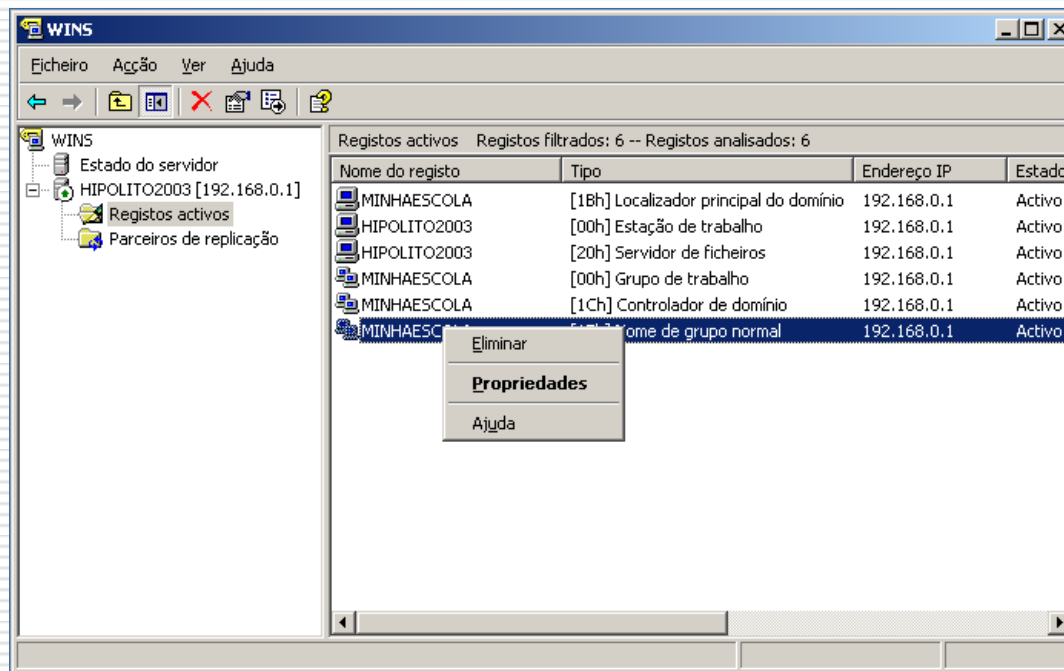 WINS
Ficheiro Acção Ver Ajuda
WINS
Estado do servidor
HIPOLITO2003 [192.168.0.1]
Registos activos
Parceiros de replicação
Registos activos Registos filtrados: 6 -- Registos analisados: 6
Nome do registo Tipo Endereço IP Estado
MINHAESCOLA [1Bh] Localizador principal do domínio 192.168.0.1 Activo
HIPOLITO2003 [00h] Estação de trabalho 192.168.0.1 Activo
HIPOLITO2003 [20h] Servidor de ficheiros 192.168.0.1 Activo
MINHAESCOLA [00h] Grupo de trabalho 192.168.0.1 Activo
MINHAESCOLA [1Ch] Controlador de domínio 192.168.0.1 Activo
de grupo normal 192.168.0.1 Activo
Eliminar
Propriedades
Ajuda